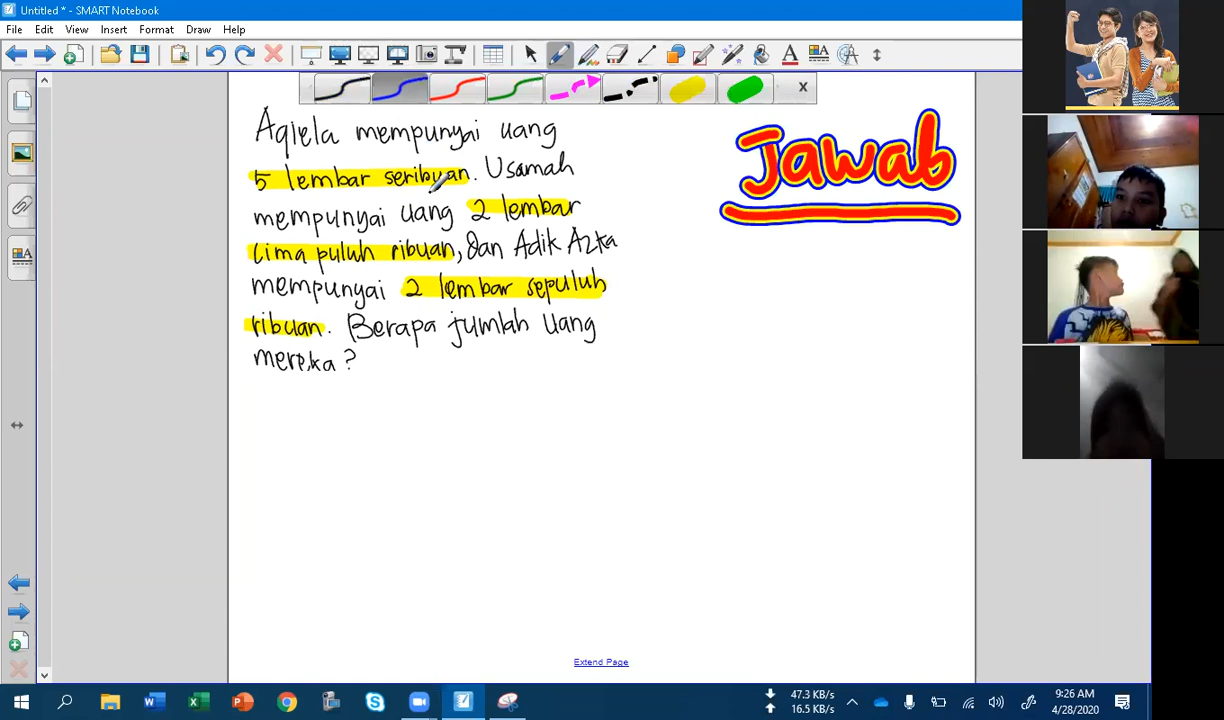 Untitled * - SMART Notebook
File Edit View Insert Format Draw Help
x
Aqiela mempunyai uang
5 lembar seribuan. Usamah
mempunyai uang 2 lembar
lima puluh ribuan, dan Adik Azka
mempunyai 2 lembar sepuluh
ribuan. Berapa jumlah uang
mereka?
Jawab
Extend Page
47.3 KB/s
16.5 KB/s
9:26 AM
4/28/2020